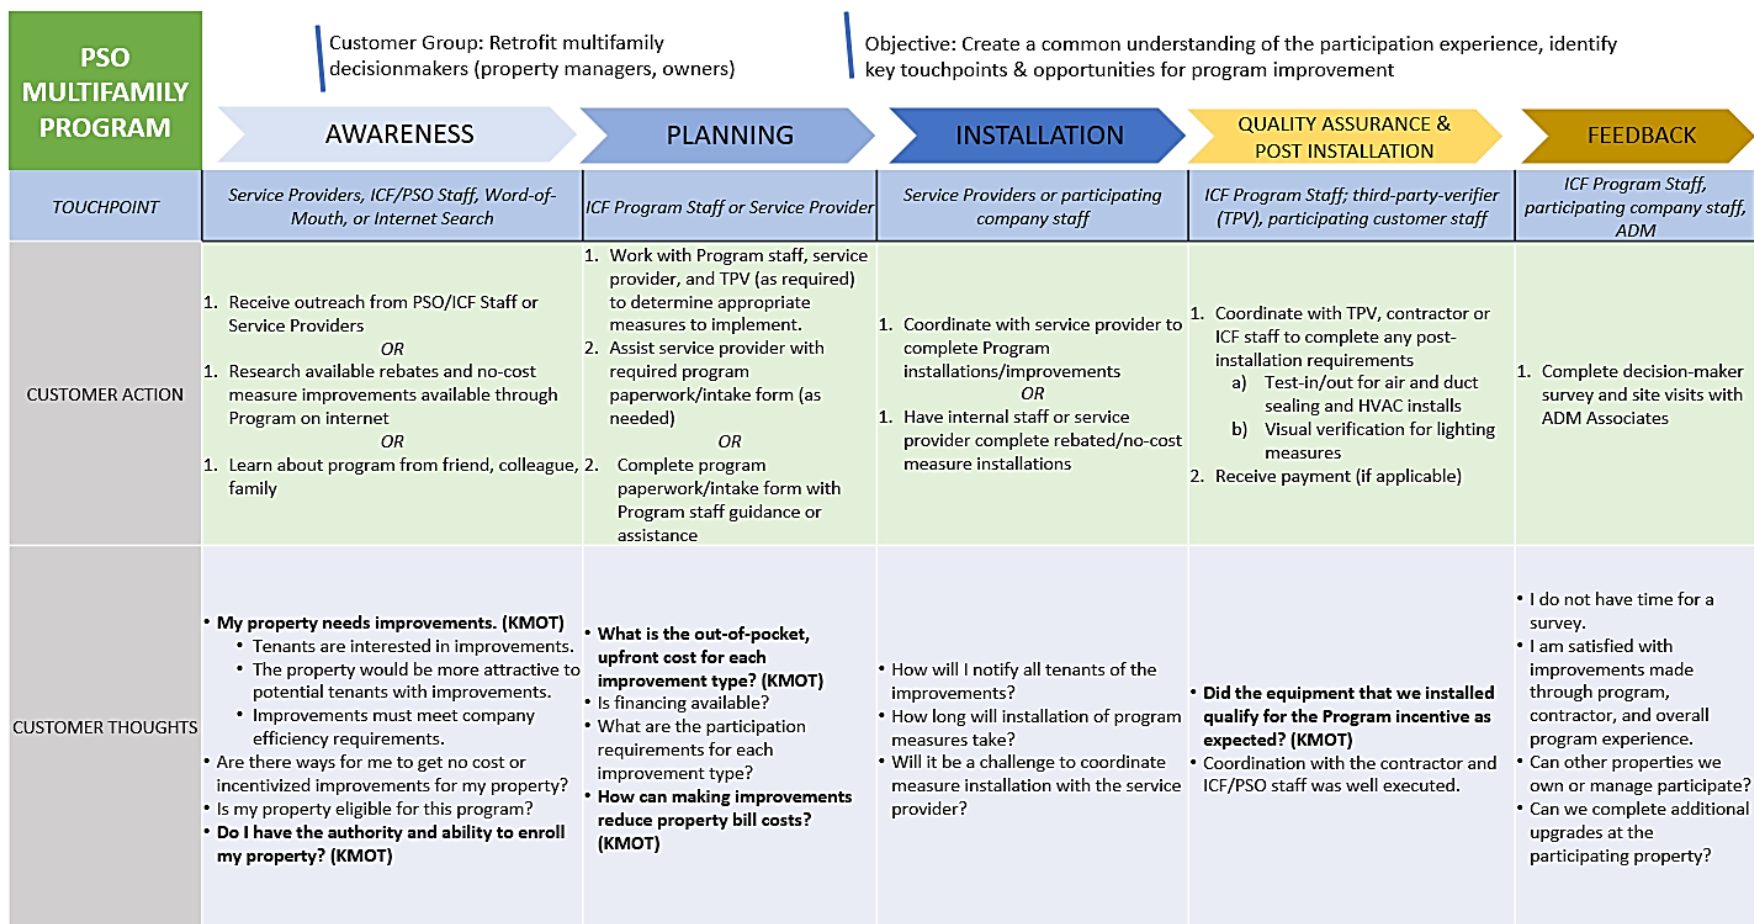 PSO
MULTIFAMILY
PROGRAM
Customer Group: Retrofit multifamily
decisionmakers (property managers, owners)
Objective: Create a common understanding of the participation experience, identify
key touchpoints & opportunities for program improvement
AWARENESS
PLANNING
INSTALLATION
QUALITY ASSURANCE &
POST INSTALLATION
FEEDBACK
TOUCHPOINT
Service Providers, ICF/PSO Staff, Word-of-
Mouth, or Internet Search
ICF Program Staff or Service Provider
Service Providers or participating
company staff
ICF Program Staff; third-party-verifier
(TPV), participating customer staff
ICF Program Staff,
participating company staff,
ADM
CUSTOMER ACTION
1. Receive outreach from PSO/ICF Staff or
Service Providers
OR
1. Research available rebates and no-cost
measure improvements available through
Program on internet
OR
1. Learn about program from friend, colleague,
family
1. Work with Program staff, service
provider, and TPV (as required)
to determine appropriate
measures to implement.
2. Assist service provider with
required program
paperwork/intake form (as
needed)
OR
2. Complete program
paperwork/intake form with
Program staff guidance or
assistance
1. Coordinate with service provider to
complete Program
installations/improvements
OR
1. Have internal staff or service
provider complete rebated/no-cost
measure installations
1. Coordinate with TPV, contractor or
ICF staff to complete any post-
installation requirements
a) Test-in/out for air and duct
sealing and HVAC installs
b) Visual verification for lighting
measures
2. Receive payment (if applicable)
1. Complete decision-maker
survey and site visits with
ADM Associates
CUSTOMER THOUGHTS
• My property needs improvements. (KMOT)
• Tenants are interested in improvements.
• The property would be more attractive to
potential tenants with improvements.
• Improvements must meet company
efficiency requirements.
• Are there ways for me to get no cost or
incentivized improvements for my property?
• Is my property eligible for this program?
• Do I have the authority and ability to enroll
my property? (KMOT)
• What is the out-of-pocket,
upfront cost for each
improvement type? (KMOT)
• Is financing available?
• What are the participation
requirements for each
improvement type?
• How can making improvements
reduce property bill costs?
(KMOT)
• How will I notify all tenants of the
improvements?
• How long will installation of program
measures take?
• Will it be a challenge to coordinate
measure installation with the service
provider?
• Did the equipment that we installed
qualify for the Program incentive as
expected? (KMOT)
• Coordination with the contractor and
ICF/PSO staff was well executed.
• I do not have time for a
survey.
• I am satisfied with
improvements made
through program,
contractor, and overall
program experience.
• Can other properties we
own or manage participate?
• Can we complete additional
upgrades at the
participating property?